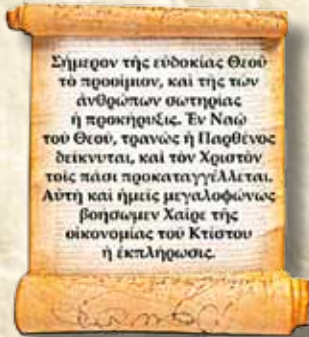 Σήμερον τῆς εὐδοκίας Θεοῦ
τὸ προοίμιον, καὶ τῆς τῶν
ἀνθρώπων σωτηρίας
ἡ προκήρυξις. Ἐν Ναῷ
τοῦ Θεοῦ, τρανῶς ἡ Παρθένος
δείκνυται, καὶ τὸν Χριστὸν
τοῖς πᾶσι προκαταγγέλλεται.
Αὐτῇ καὶ ἡμεῖς μεγαλοφώνως
βοήσωμεν Χαῖρε τῆς
οἰκονομίας τοῦ Κτίστου
ἡ ἐκπλήρωσις.